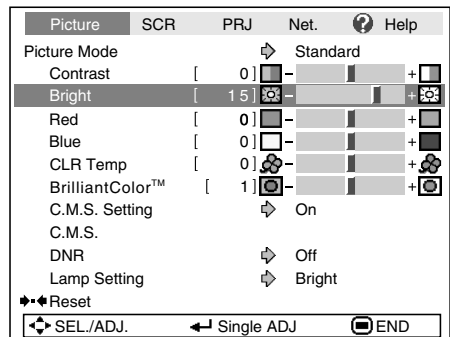 Picture SCR PRJ Net. Help
Picture Mode Standard
Contrast [ 0 ] - +
Bright [ 15 ] - +
Red [ 0 ] - +
Blue [ 0 ] - +
CLR Temp [ 0 ] - +
BrilliantColor™ [ 1 ] - +
C.M.S. Setting On
C.M.S.
DNR Off
Lamp Setting Bright
Reset
SEL./ADJ. Single ADJ END